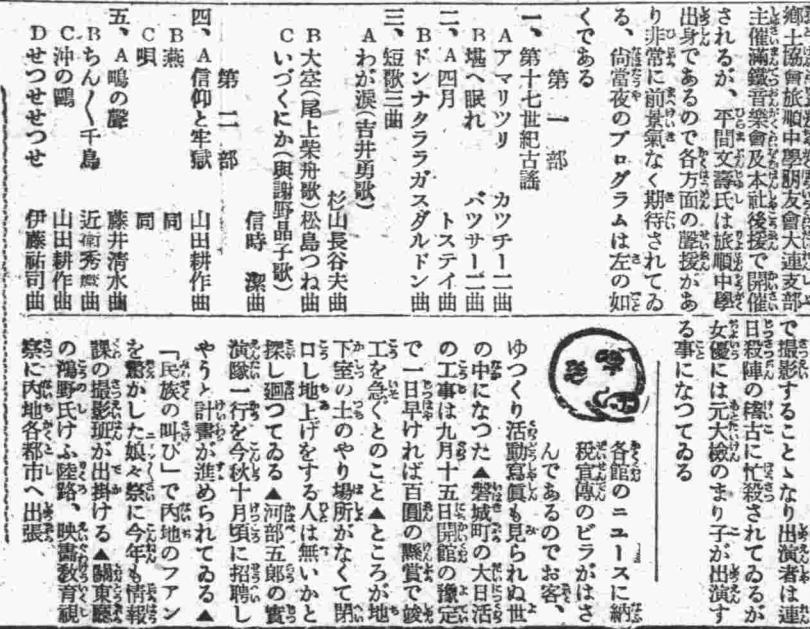 鄕土協會旅順中學朋友會大連支部
主催滿鐵音樂會及本社後援で開催
されるが、平間文壽氏は旅順中學
出身であるので各方面の聲援があ
り非常に前景氣なく期待されてゐ
る、尙當夜のプログラムは左の如
くである
第一部
一、第十七世紀古謠
Aアマリツリ カツチーニ曲
B堪へ眠れ バツサーニ曲
二、A四月 トステイ曲
Bドンナタララガスダルドン
三、短歌三曲
Aわが淚(吉井勇歌)
杉山長谷夫曲
B大空(尾上柴舟歌)松島つね曲
Cいづくにか(與謝野晶子歌)
信時潔曲
第二部
四、A信仰と牢獄 山田耕作曲
B燕 同
C唄 同
五、A鴫の聲 藤井淸水曲
Bちん〱千鳥 近衞秀麿曲
C沖の鷗 山田耕作曲
Dせつせせつせ 伊藤祐司曲
で撮影することゝなり出演者は連
日殺陣の稽古に忙殺されてゐるが
女優には元大檢のまり子が出演す
る事になつてゐる
各館のニユースに納
稅宣傳のビラがはさ
んであるのでお客、
ゆつくり活動寫眞も見られぬ世
の中になつた▲磐城町の大日活
の工事は九月十五日開館の豫定
で一日早ければ百圓の懸賞で竣
工を急ぐとのこと▲ところが地
下室の土のやり場所がなくて閉
口し地上げをする人は無いかと
探し廻つてゐる▲河部五郎の實
演隊一行を今秋十月頃に招聘し
やうと計畫が進められてゐる▲
「民族の叫び」で內地のファン
を驚かした娘々祭に今年も情報
課の撮影班が出掛ける▲關東廳
の鴻野氏けふ陸路、映畫敎育視
察に內地各都市へ出張